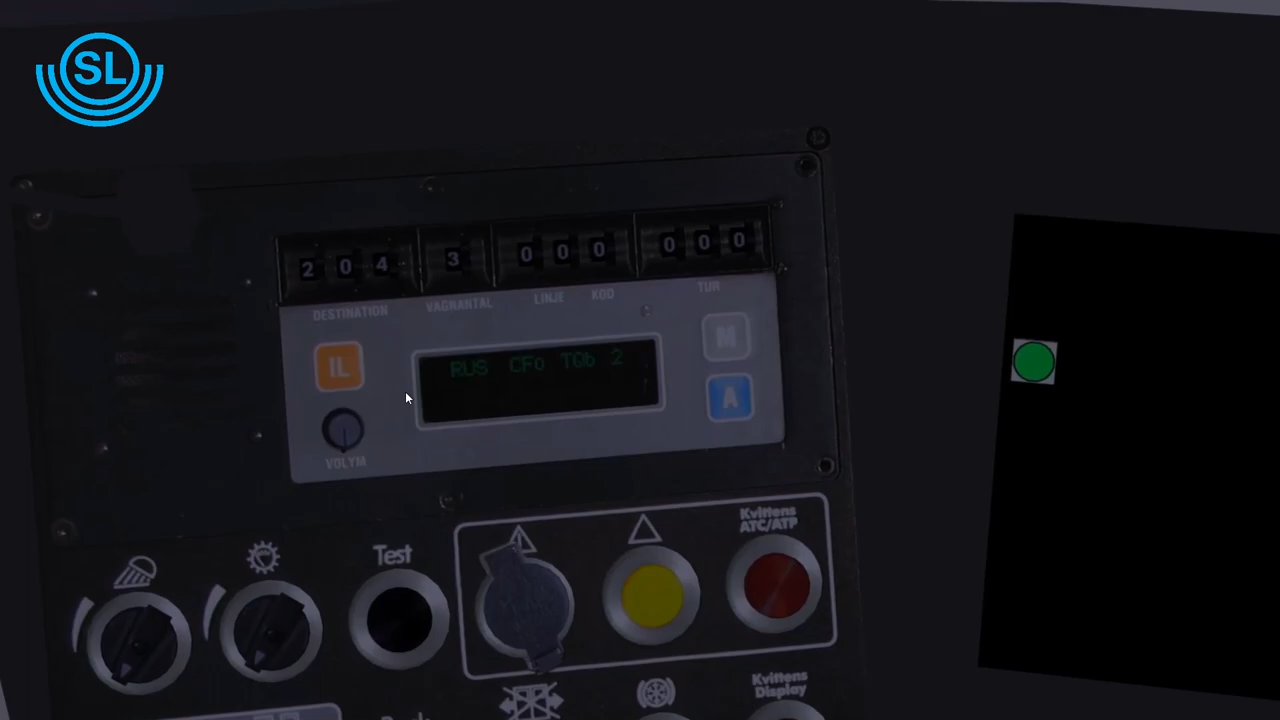 SL
2 0 4 3 0 0 0 0 0 0
DESTINATION VAGNANTAL LINJE KOD TUR
IL
M
RUS CFo TQb 2
A
VOLYM
Test
Kvittens
ATC/ATP
Kvittens
Display